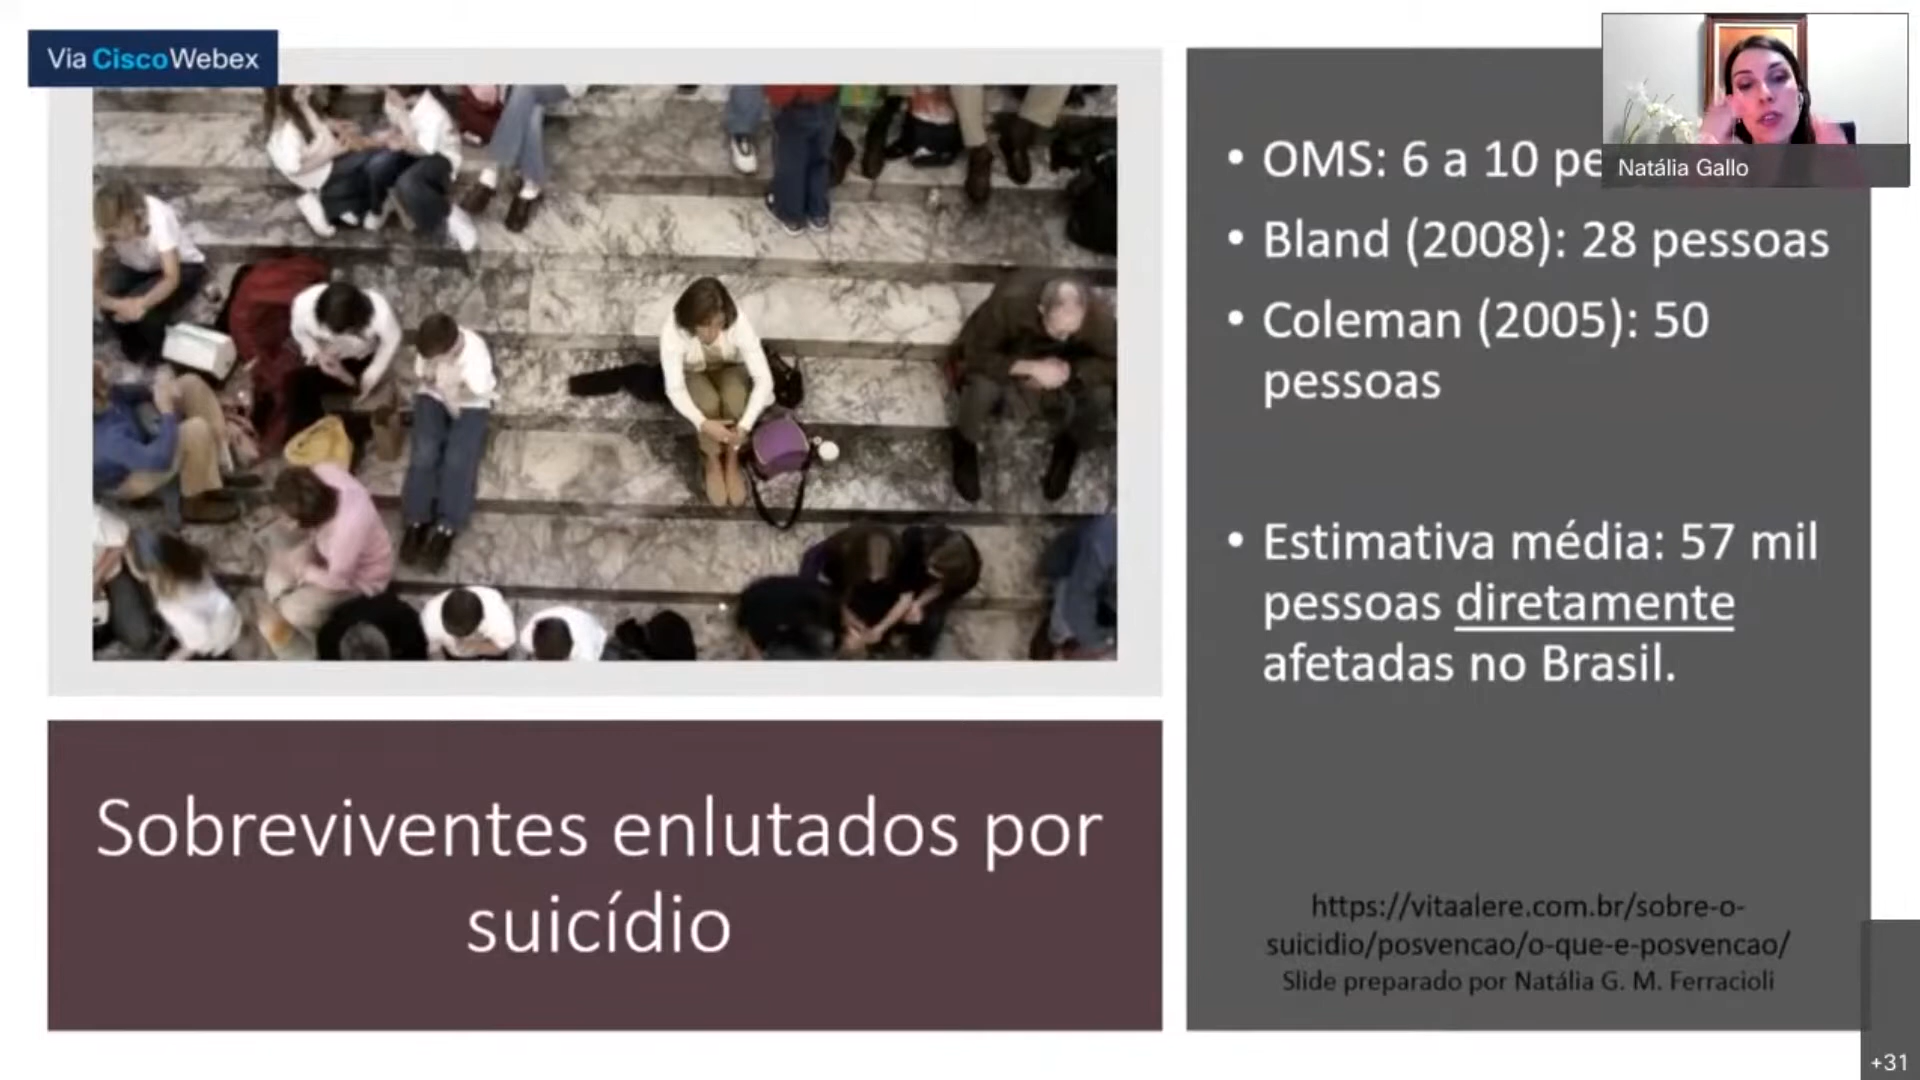 Via Cisco Webex
Natália Gallo
• OMS: 6 a 10
• Bland (2008): 28 pessoas
• Coleman (2005): 50
pessoas
• Estimativa média: 57 mil
pessoas diretamente
afetadas no Brasil.
Sobreviventes enlutados por
suicídio
https://vitaalere.com.br/sobre-o-
suicidio/posvencao/o-que-e-posvencao/
Slide preparado por Natália G. M. Ferracioli
+31